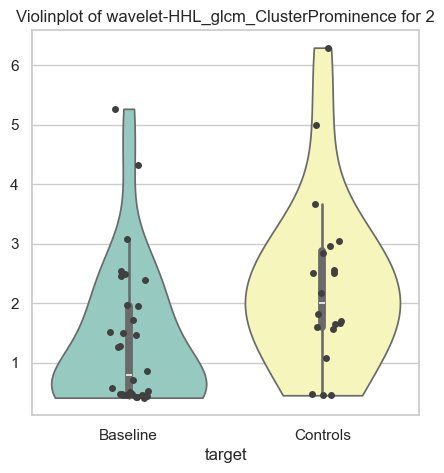 Violinplot of wavelet-HHL_glcm_ClusterProminence for 2
6
5
4
3
2
1
Baseline Controls
target